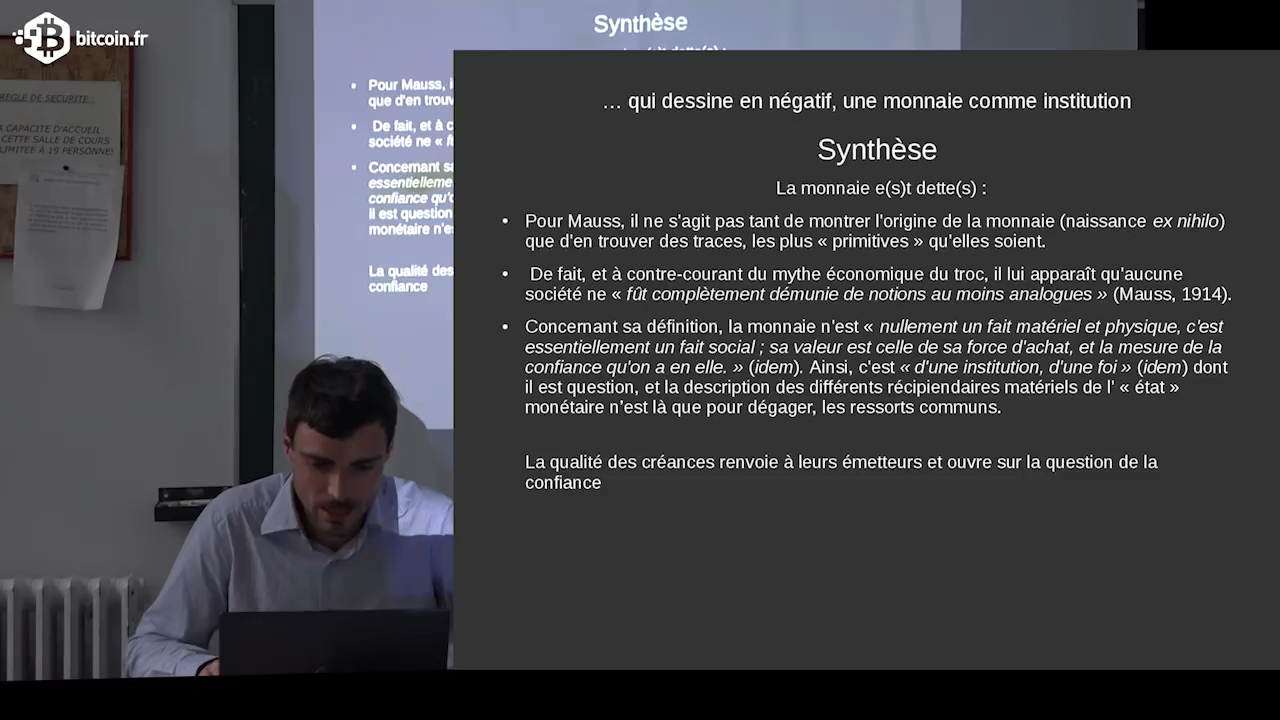 bitcoin.fr
REGLE DE SECURITE
CAPACITE D'ACCUEIL
CETTE SALLE DE COURS
LIMITEE À 19 PERSONNES
Synthèse
Pour Mauss, i
que d'en trouv
De fait, et à c
société ne «
Concernant sa
essentielleme
confiance qu'o
il est question
monétaire n'es
La qualité des
confiance
… qui dessine en négatif, une monnaie comme institution
Synthèse
La monnaie e(s)t dette(s) :
• Pour Mauss, il ne s'agit pas tant de montrer l'origine de la monnaie (naissance ex nihilo)
que d'en trouver des traces, les plus « primitives » qu'elles soient.
• De fait, et à contre-courant du mythe économique du troc, il lui apparaît qu'aucune
société ne « fût complètement démunie de notions au moins analogues » (Mauss, 1914).
• Concernant sa définition, la monnaie n'est « nullement un fait matériel et physique, c'est
essentiellement un fait social ; sa valeur est celle de sa force d'achat, et la mesure de la
confiance qu'on a en elle. » (idem). Ainsi, c'est « d'une institution, d'une foi » (idem) dont
il est question, et la description des différents récipiendaires matériels de l' « état »
monétaire n’est là que pour dégager, les ressorts communs.
La qualité des créances renvoie à leurs émetteurs et ouvre sur la question de la
confiance